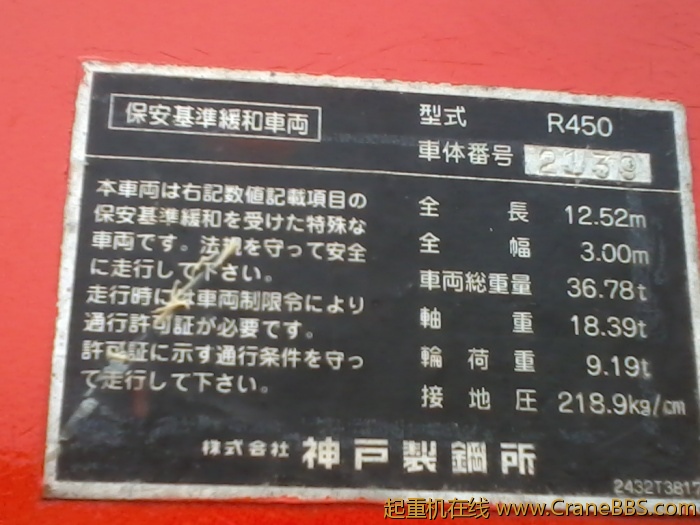 保安基準緩和車両
型式 R450
車体番号
本車両は右記数値記載項目の
保安基準緩和を受けた特殊な
車両です。法規を守って安全
に走行して下さい。
走行時には車両制限令により
通行許可証が必要です。
許可証に示す通行条件を守っ
て走行して下さい。
全長 12.52m
全幅 3.00m
車両総重量 36.78t
軸重 18.39t
輪荷重 9.19t
接地圧 218.9kg/cm
株式会社 神戸製鋼所
2432T3817
起重机在线 www.CraneBBS.com